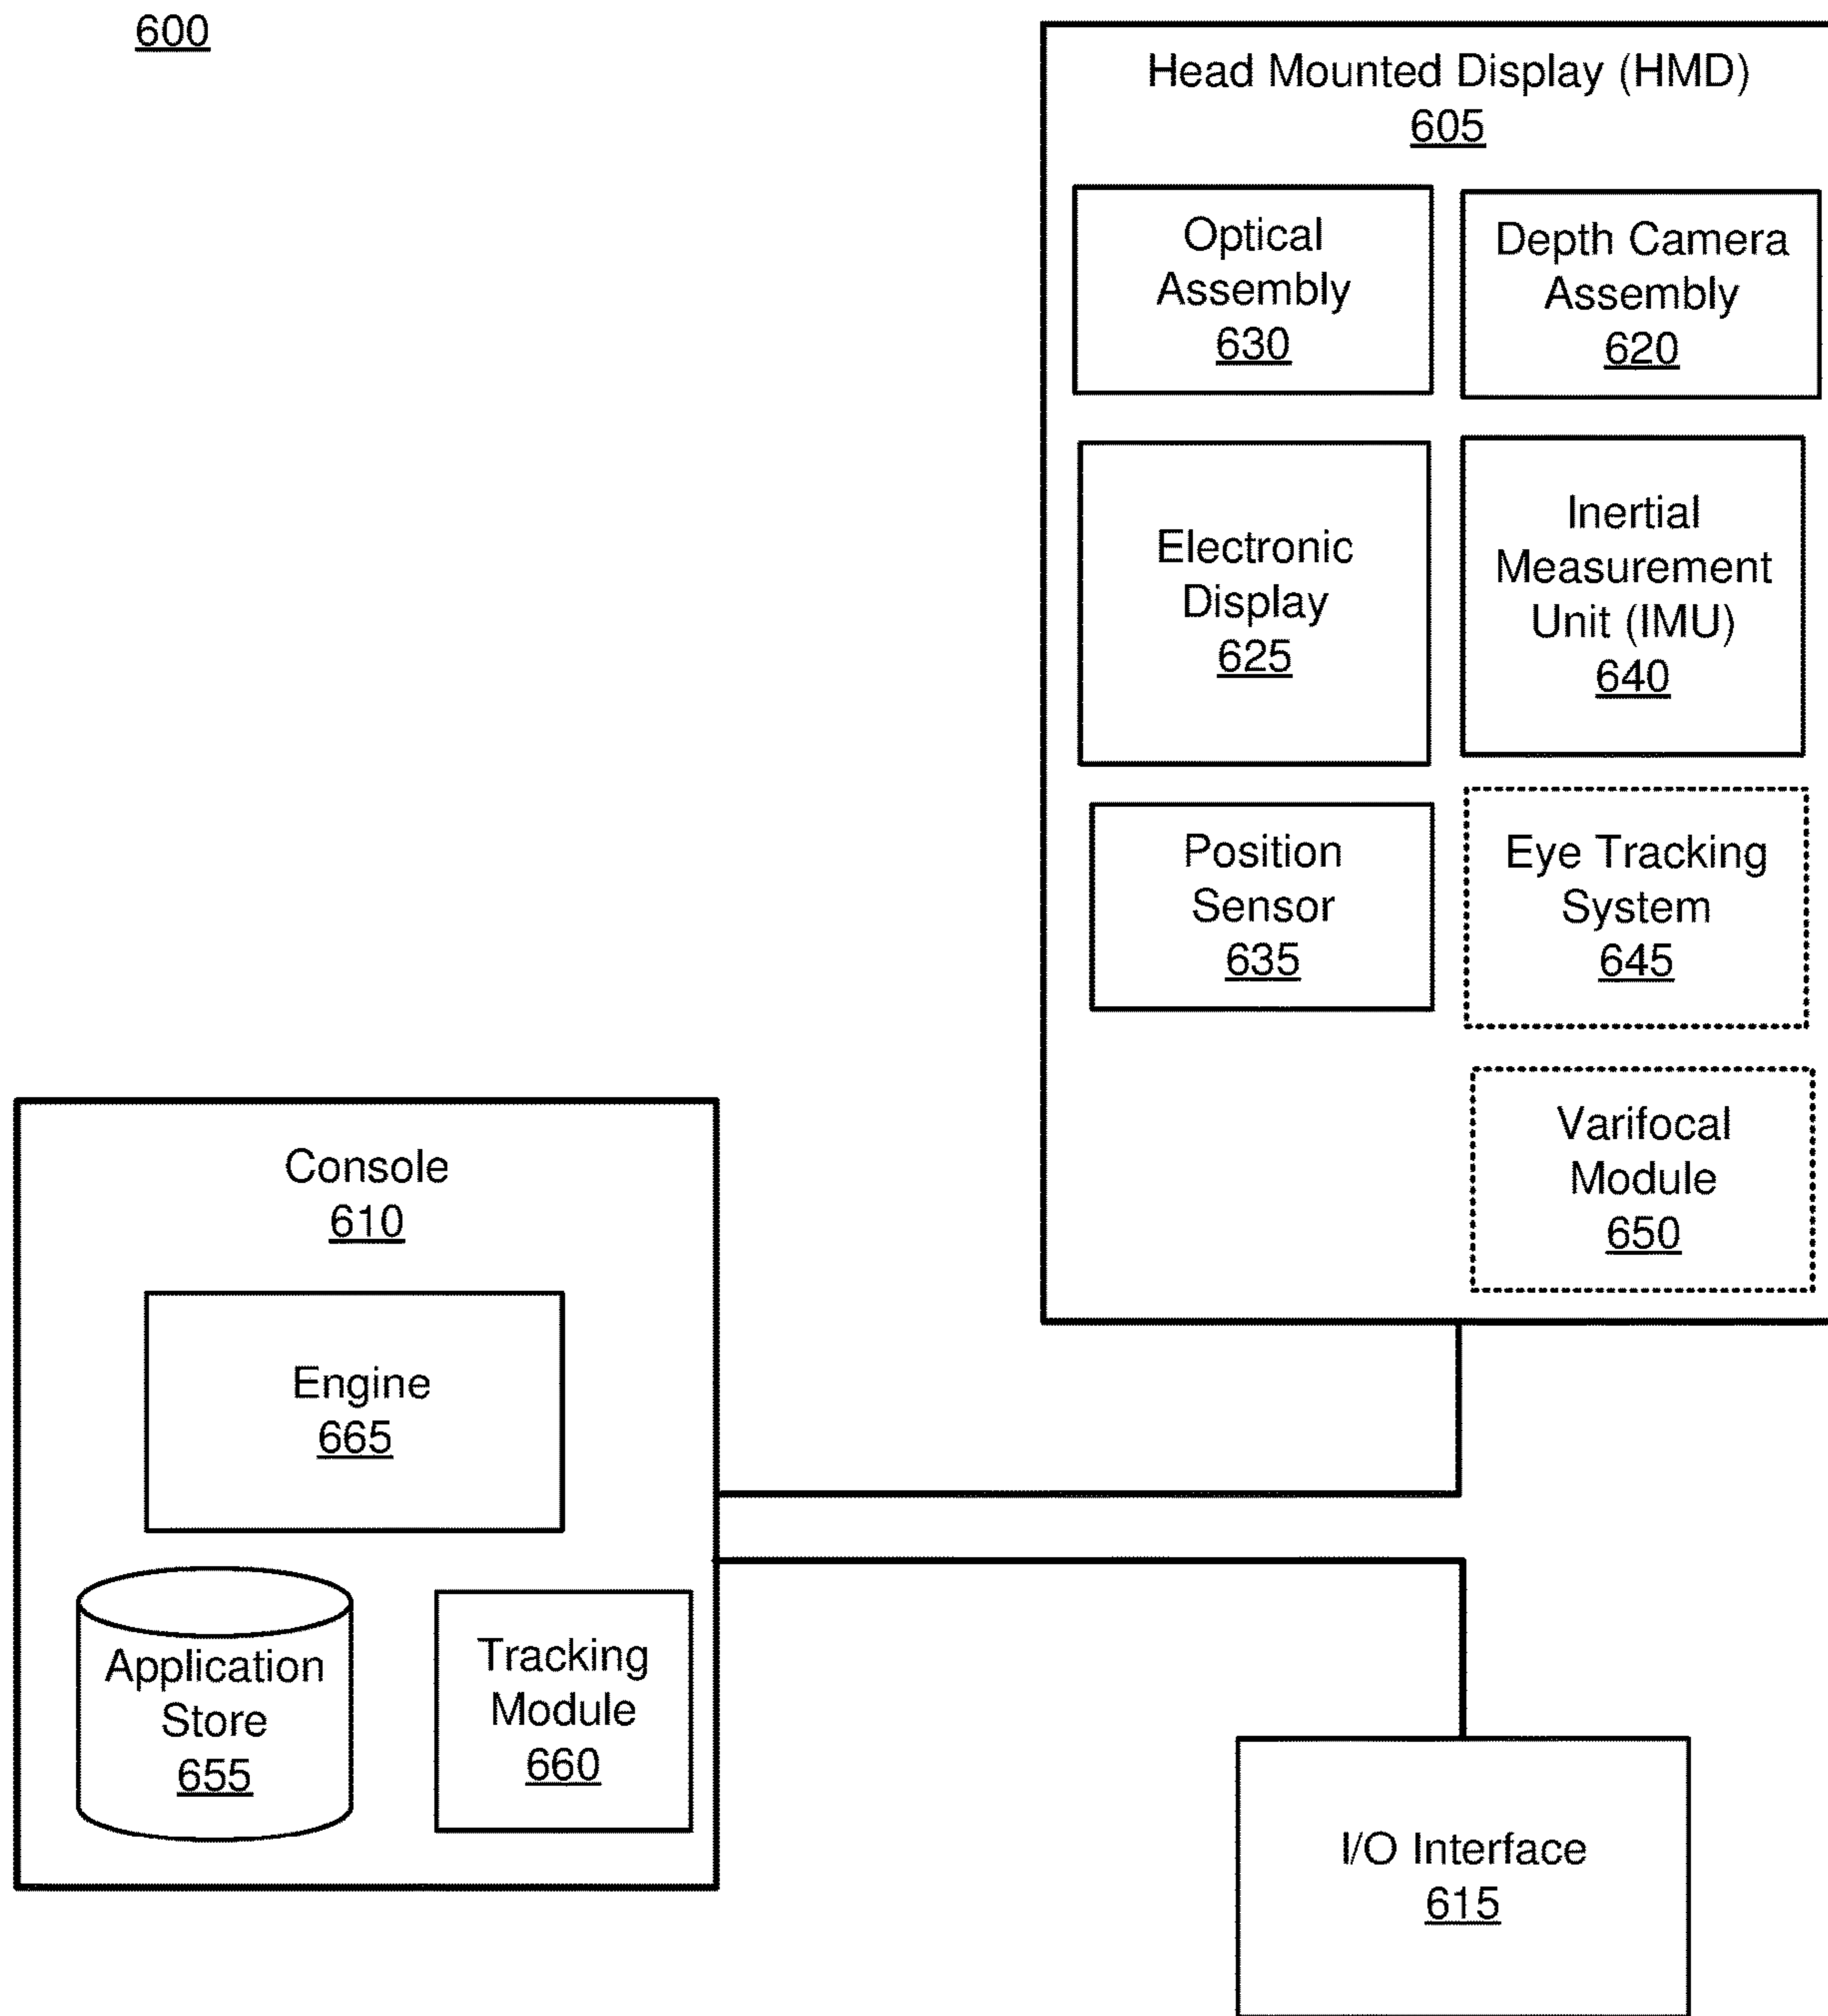 600
Head Mounted Display (HMD)
605
Optical
Assembly
630
Depth Camera
Assembly
620
Electronic
Display
625
Inertial
Measurement
Unit (IMU)
640
Position
Sensor
635
Eye Tracking
System
645
Varifocal
Module
650
Console
610
Engine
665
Application
Store
655
Tracking
Module
660
I/O Interface
615